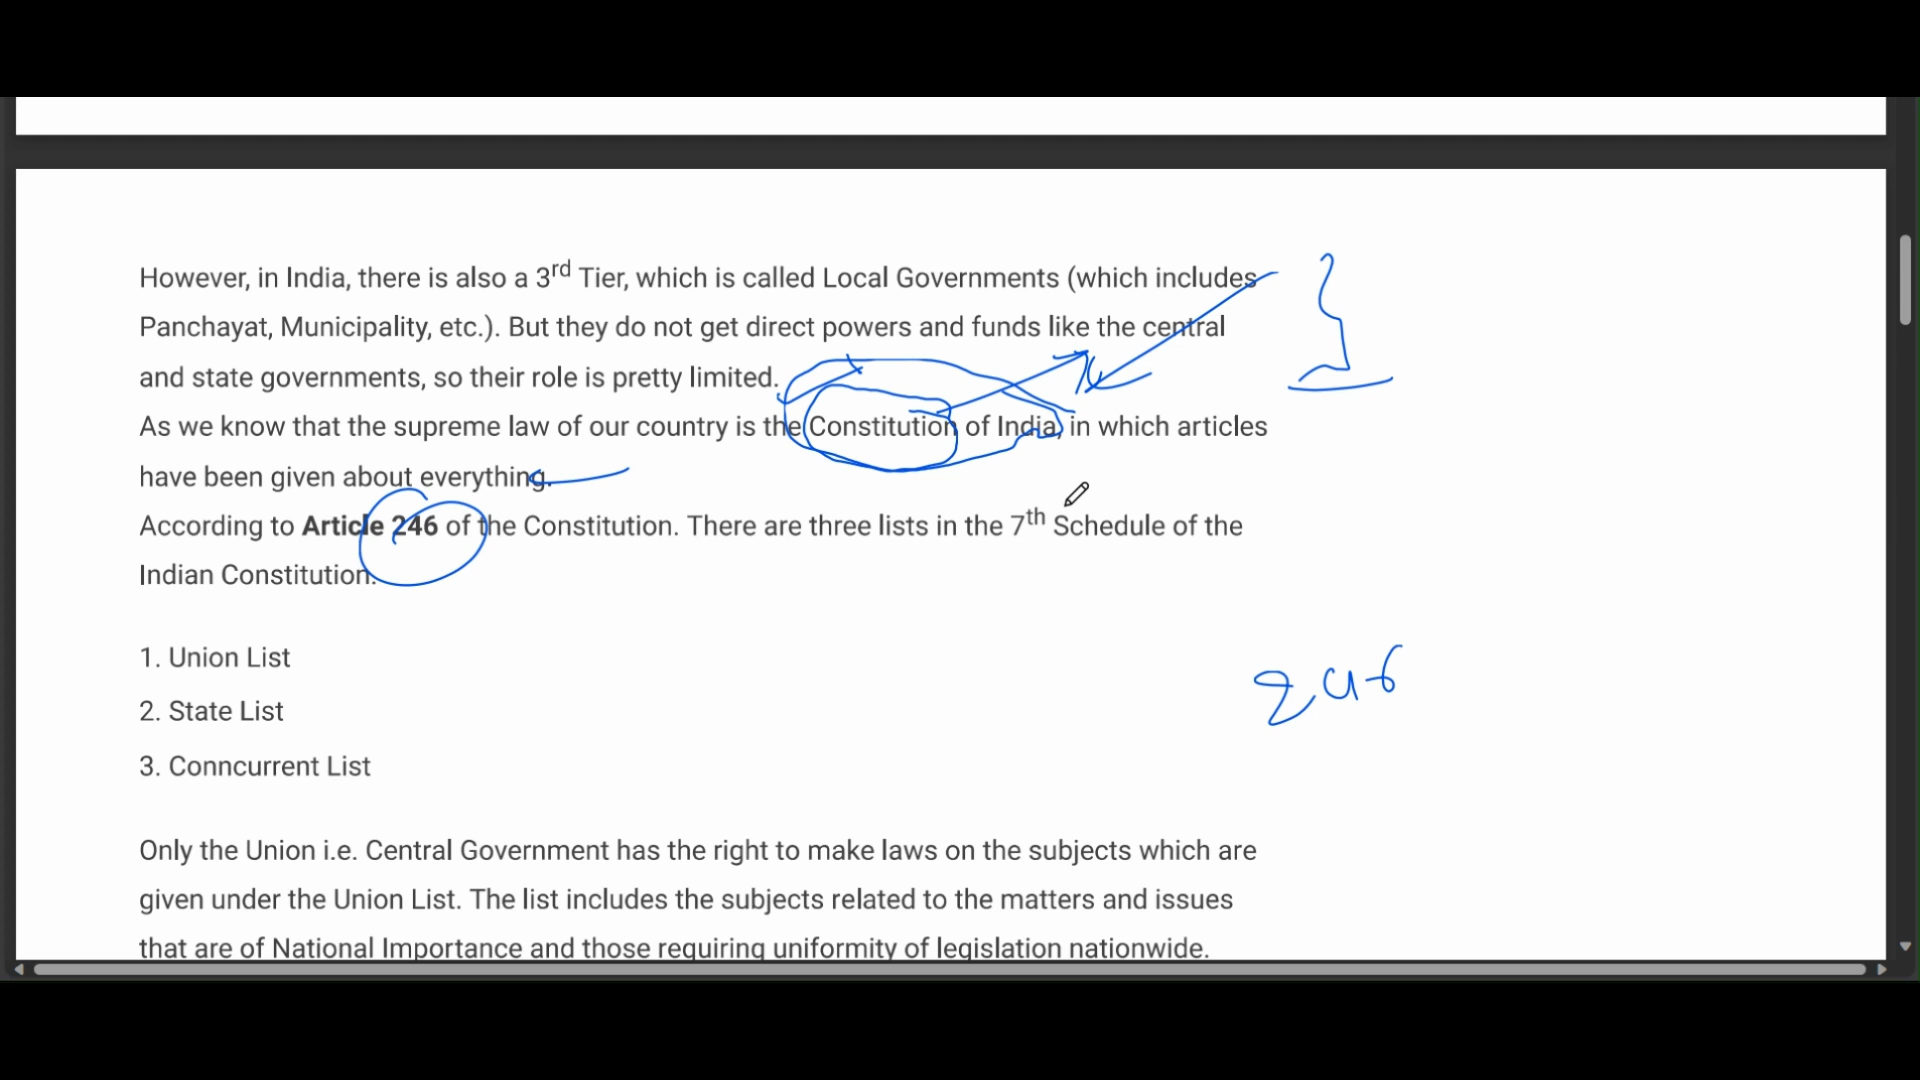 However, in India, there is also a 3rd Tier, which is called Local Governments (which includes
Panchayat, Municipality, etc.). But they do not get direct powers and funds like the central
and state governments, so their role is pretty limited.
As we know that the supreme law of our country is the Constitution of India, in which articles
have been given about everything.
According to Article 246 of the Constitution. There are three lists in the 7th Schedule of the
Indian Constitution.
1. Union List
246
2. State List
3. Conncurrent List
Only the Union i.e. Central Government has the right to make laws on the subjects which are
given under the Union List. The list includes the subjects related to the matters and issues
that are of National Importance and those requiring uniformity of legislation nationwide.